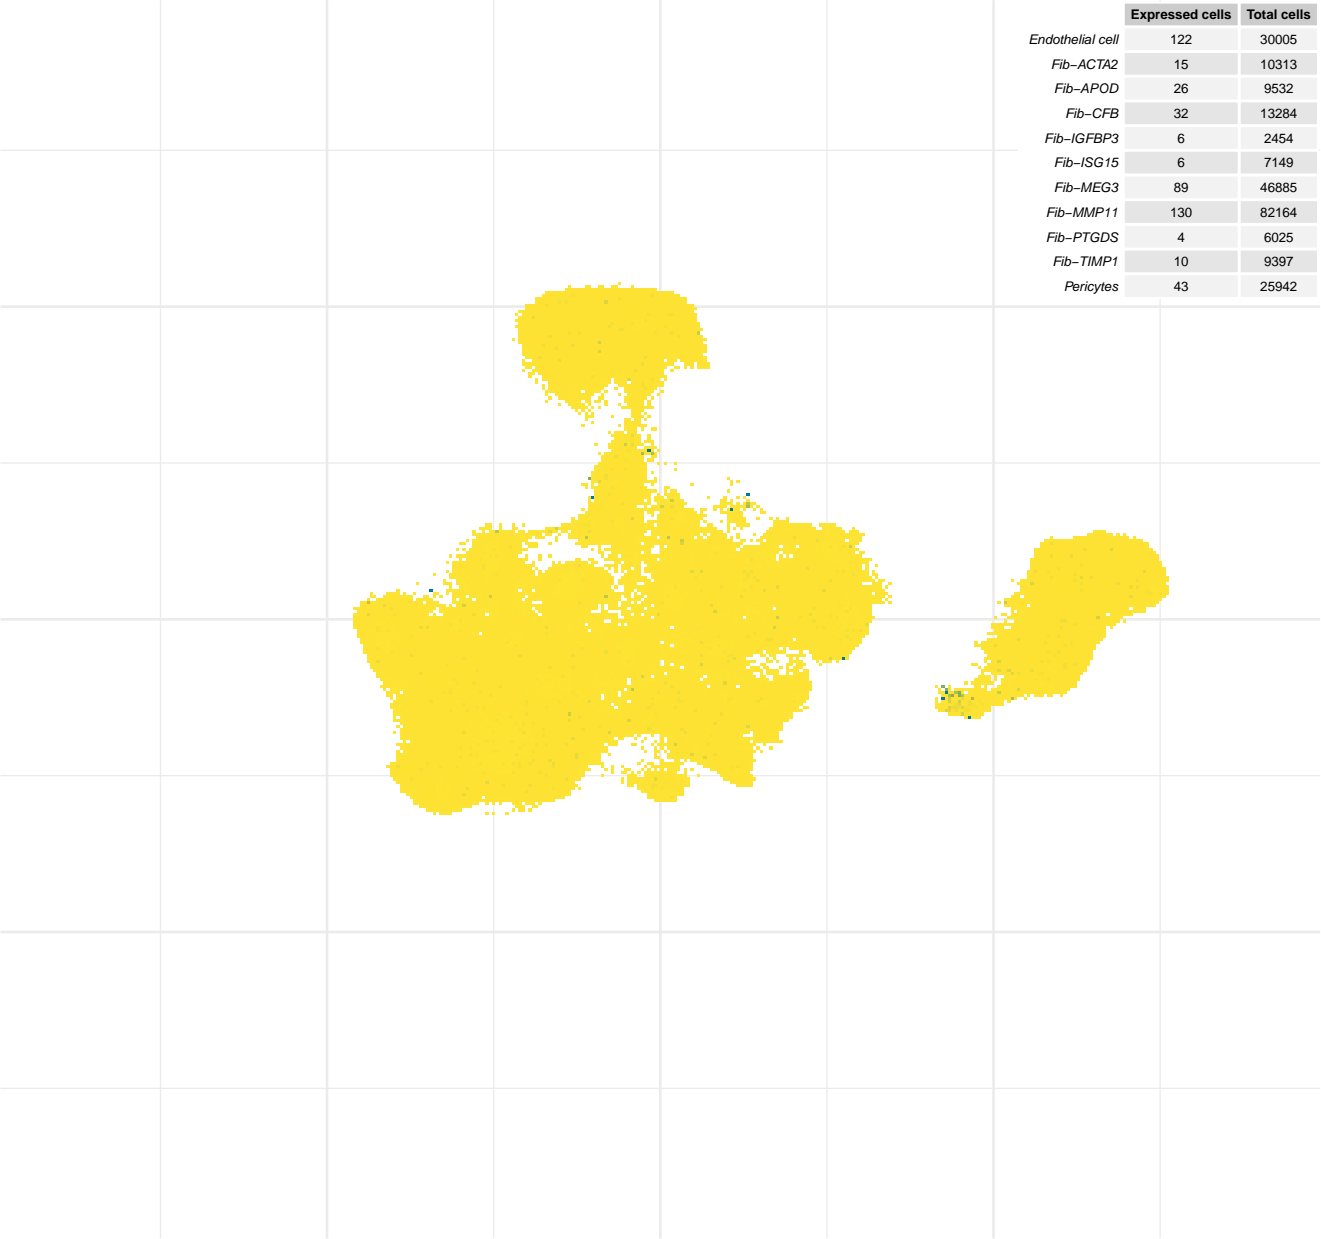 Expressed cells Total cells
Endothelial cell 122 30005
Fib−ACTA2 15 10313
Fib−APOD 26 9532
Fib−CFB 32 13284
Fib−IGFBP3 6 2454
Fib−ISG15 6 7149
Fib−MEG3 89 46885
Fib−MMP11 130 82164
Fib−PTGDS 4 6025
Fib−TIMP1 10 9397
Pericytes 43 25942